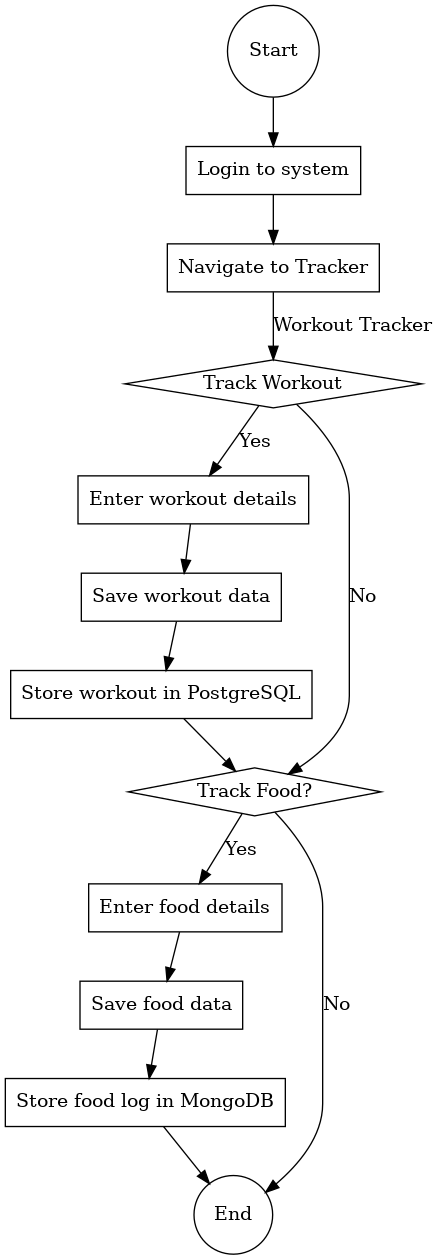 Start
Login to system
Navigate to Tracker
Workout Tracker
Track Workout
Yes
Enter workout details
Save workout data
No
Store workout in PostgreSQL
Track Food?
Yes
Enter food details
Save food data
No
Store food log in MongoDB
End